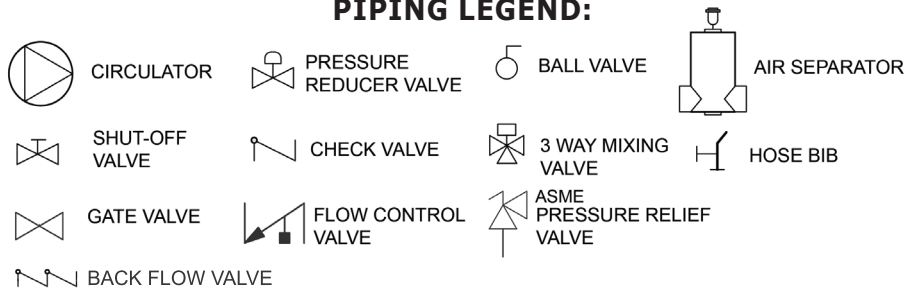 PIPING LEGEND:
CIRCULATOR
PRESSURE
REDUCER VALVE
BALL VALVE
AIR SEPARATOR
SHUT-OFF
VALVE
CHECK VALVE
3 WAY MIXING
VALVE
HOSE BIB
GATE VALVE
FLOW CONTROL
VALVE
ASME
PRESSURE RELIEF
VALVE
BACK FLOW VALVE